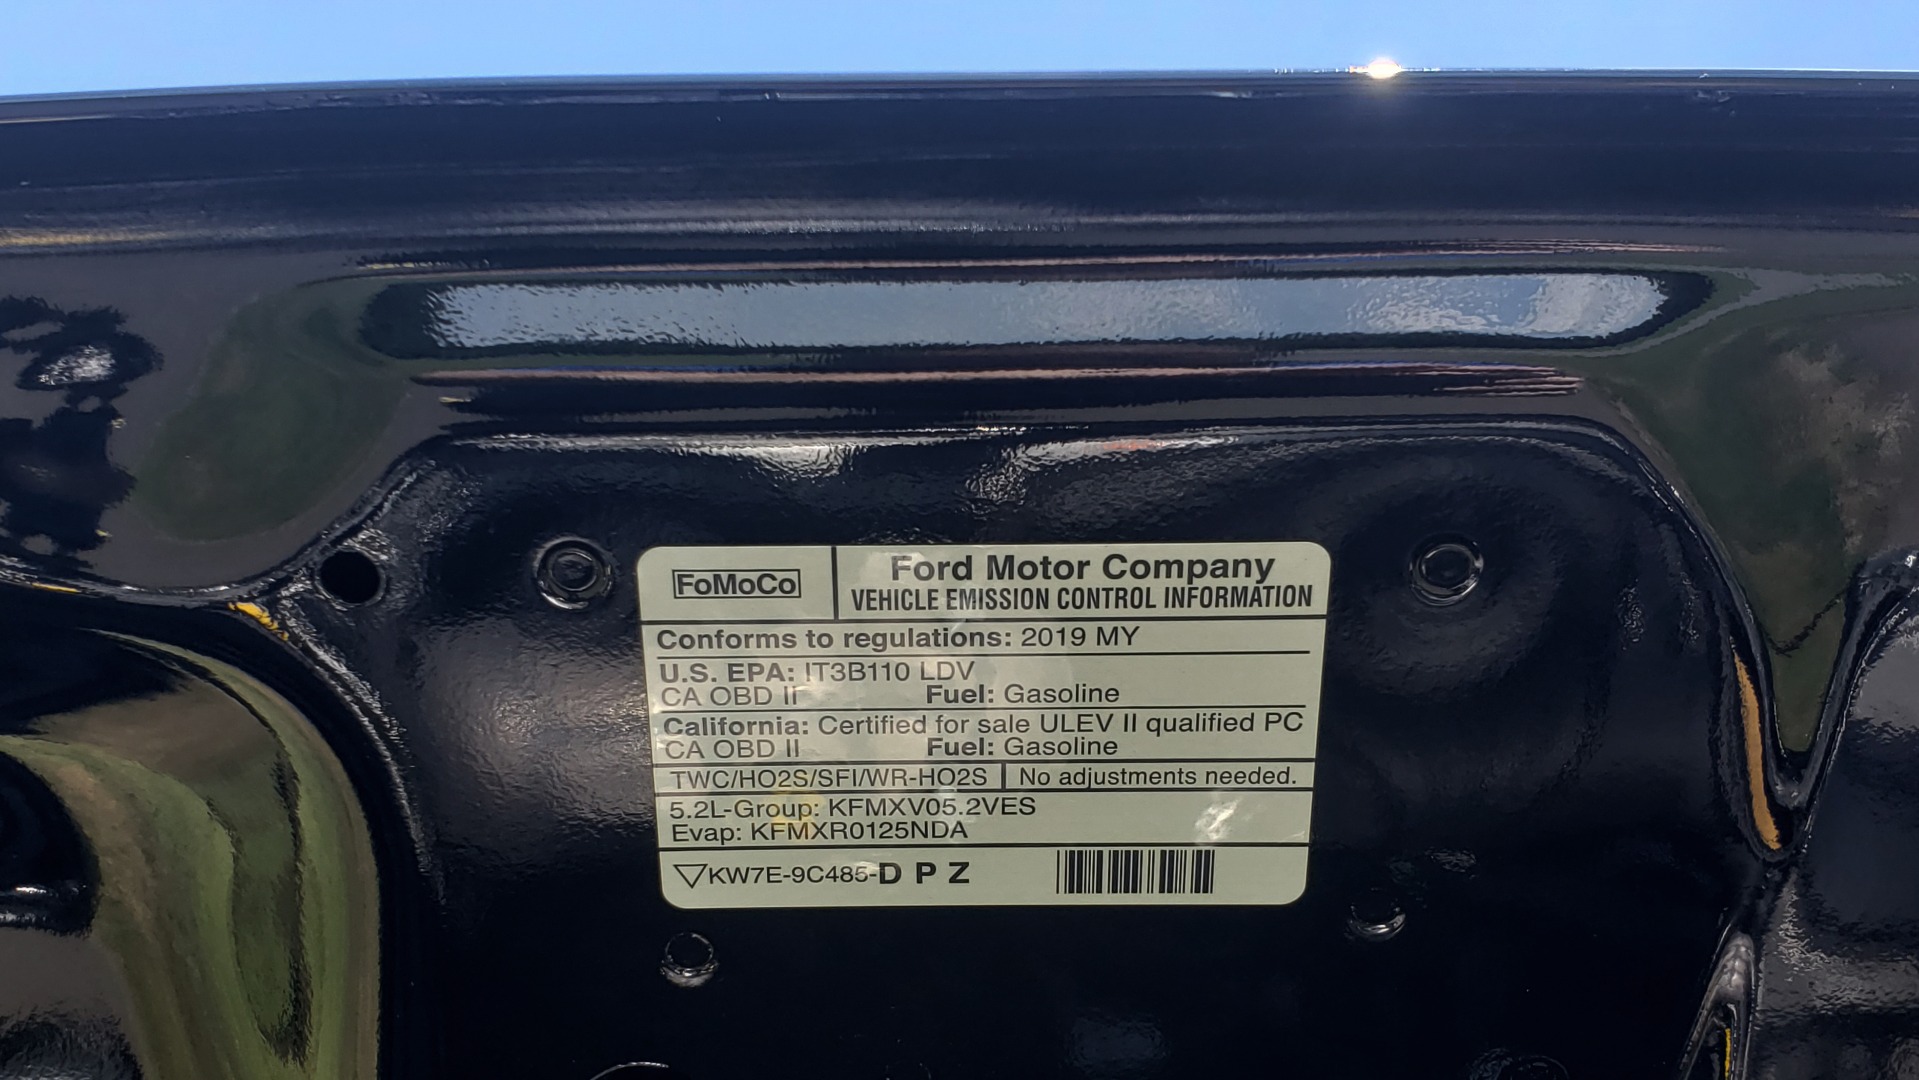 FoMoCo
Ford Motor Company
VEHICLE EMISSION CONTROL INFORMATION
Conforms to regulations: 2019 MY
U.S. EPA: IT3B110 LDV
CA OBD II Fuel: Gasoline
California: Certified for sale ULEV II qualified PC
CA OBD II Fuel: Gasoline
TWC/HO2S/SFI/WR-HO2S No adjustments needed.
5.2L-Group: KFMXV05.2VES
Evap: KFMXR0125NDA
KW7E-9C485-D P Z